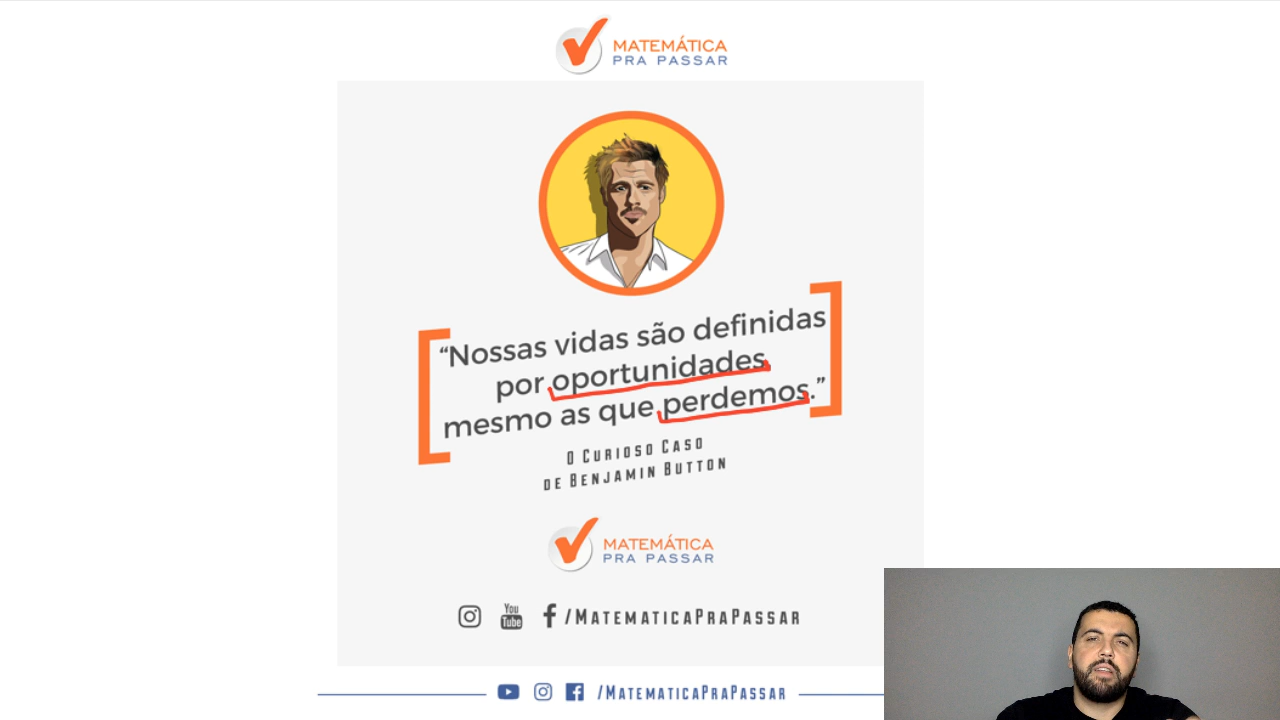 MATEMÁTICA
PRA PASSAR
“Nossas vidas são definidas
por oportunidades
mesmo as que perdemos.”
O CURIOSO CASO
DE BENJAMIN BUTTON
MATEMÁTICA
PRA PASSAR
You
Tube
/MATEMATICAPRAPASSAR
/MATEMATICAPRAPASSAR